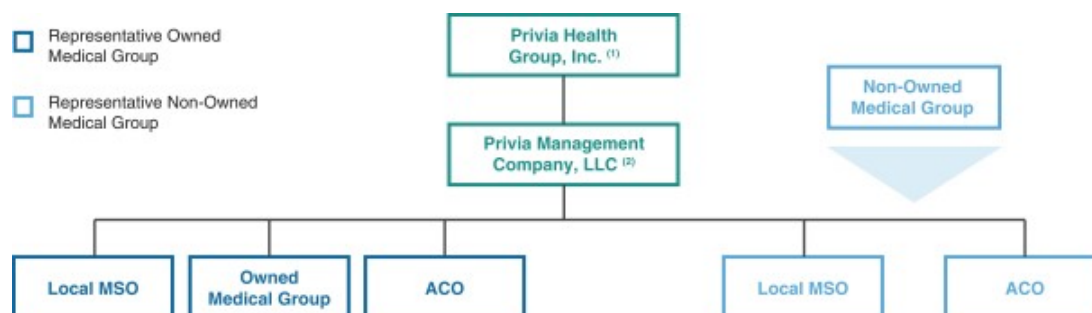 Representative Owned
Medical Group
Representative Non-Owned
Medical Group
Privia Health
Group, Inc. (1)
Non-Owned
Medical Group
Privia Management
Company, LLC (2)
Local MSO
Owned
Medical Group
ACO
Local MSO
ACO